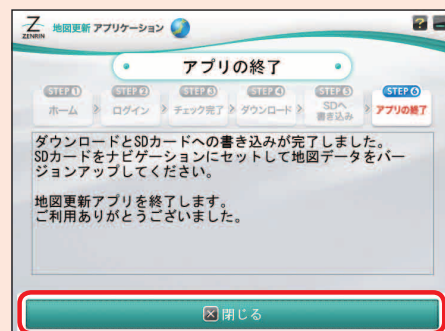 ZENRIN 地図更新 アプリケーション
?
アプリの終了
STEP① STEP② STEP③ STEP④ STEP⑤ STEP⑥
ホーム ログイン チェック完了 ダウンロード SDへ書き込み アプリの終了
ダウンロードとSDカードへの書き込みが完了しました。
SDカードをナビゲーションにセットして地図データをバー
ジョンアップしてください。
地図更新アプリを終了します。
ご利用ありがとうございました。
閉じる